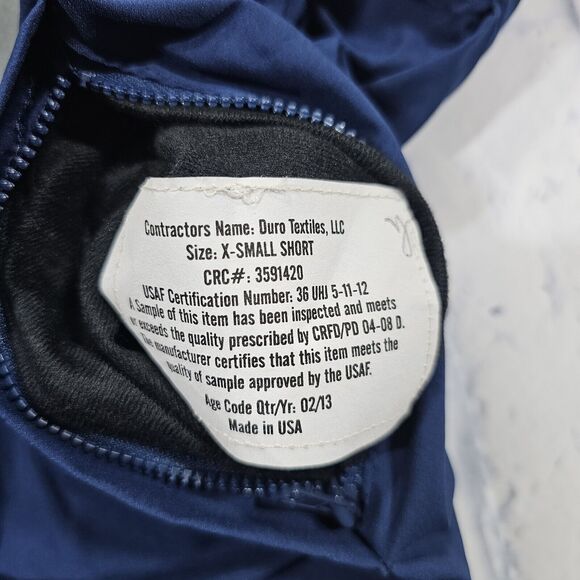 Contractors Name: Duro Textiles, LLC
Size: X-SMALL SHORT
CRC#: 3591420
USAF Certification Number: 36 UHJ 5-11-12
A Sample of this item has been inspected and meets
or exceeds the quality prescribed by CRFD/PD 04-08 D.
The manufacturer certifies that this item meets the
quality of sample approved by the USAF.
Age Code Qtr/Yr: 02/13
Made in USA